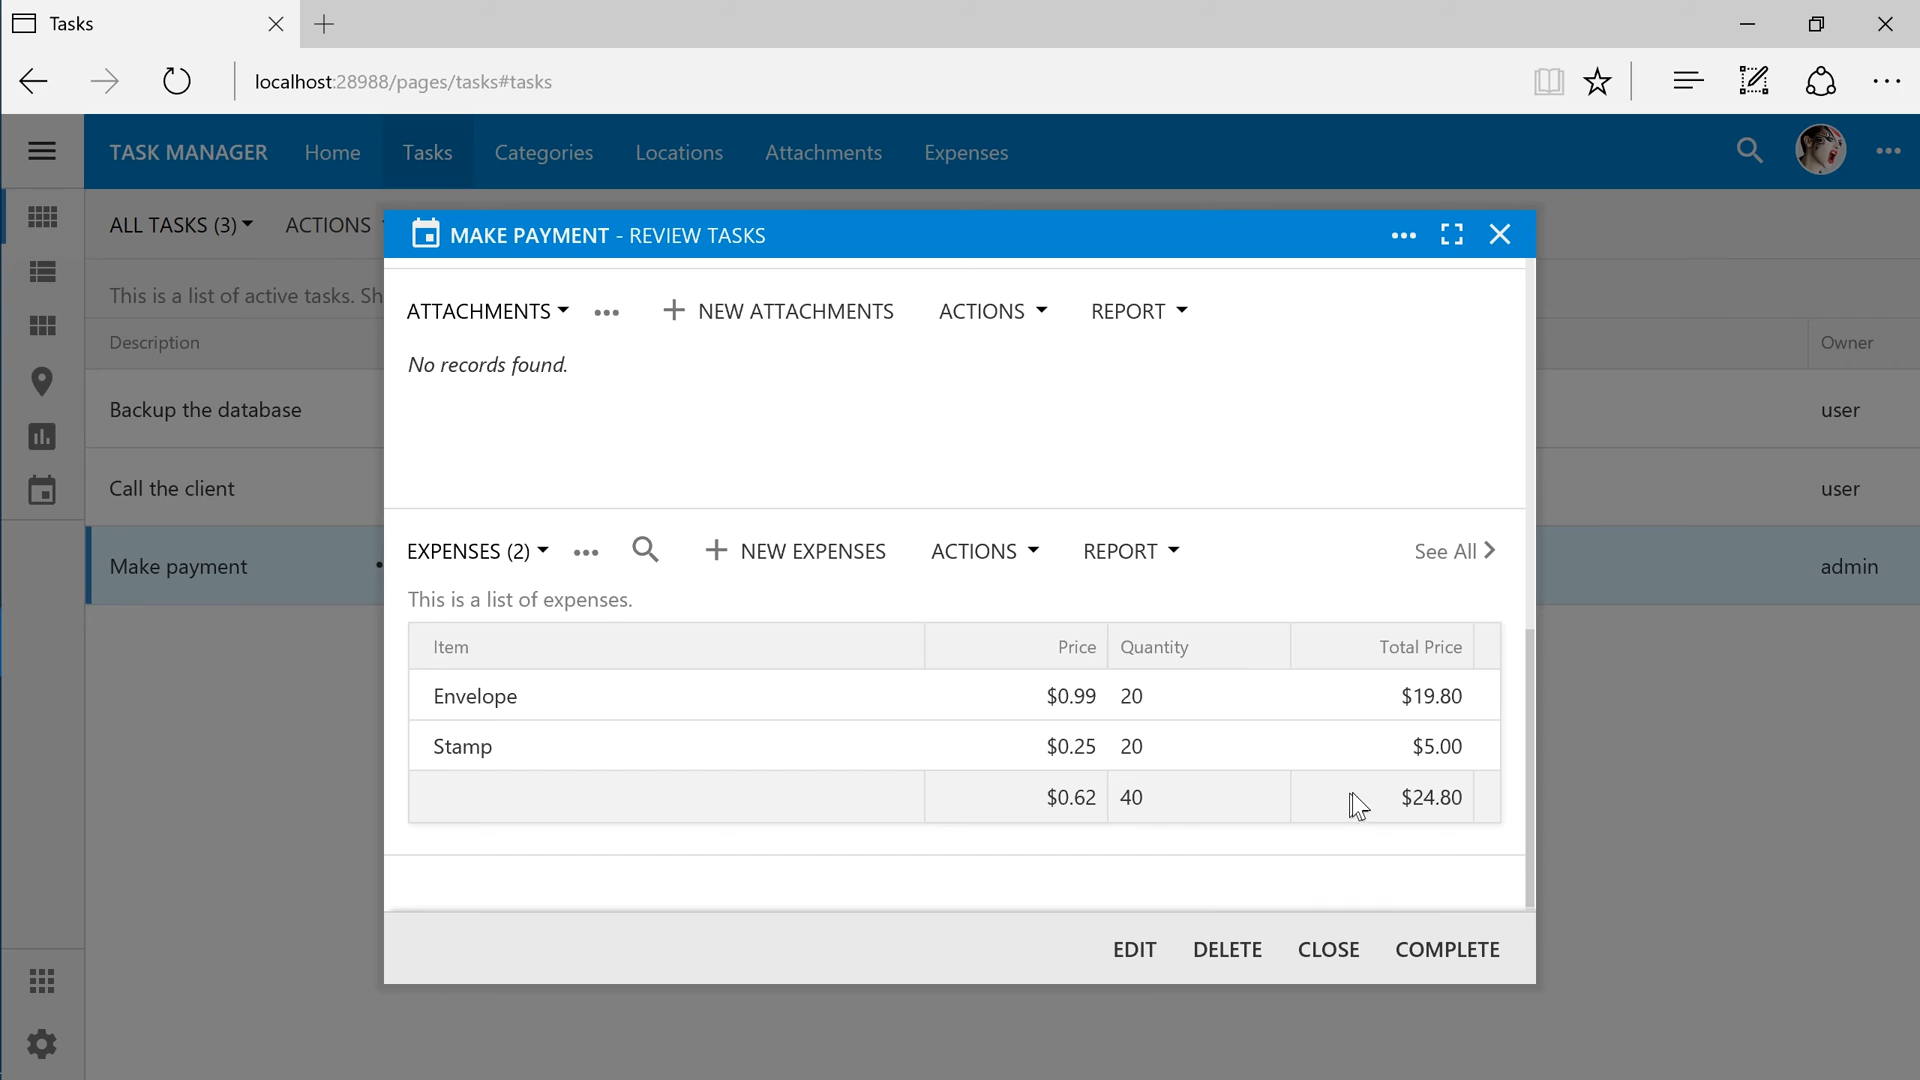 Tasks
localhost:28988/pages/tasks#tasks
TASK MANAGER Home Tasks Categories Locations Attachments Expenses
ALL TASKS (3) ACTIONS
This is a list of active tasks. Sh
Description Owner
Backup the database user
Call the client user
Make payment admin
MAKE PAYMENT - REVIEW TASKS
ATTACHMENTS NEW ATTACHMENTS ACTIONS REPORT
No records found.
EXPENSES (2) NEW EXPENSES ACTIONS REPORT See All
This is a list of expenses.
Item Price Quantity Total Price
Envelope $0.99 20 $19.80
Stamp $0.25 20 $5.00
$0.62 40 $24.80
EDIT DELETE CLOSE COMPLETE